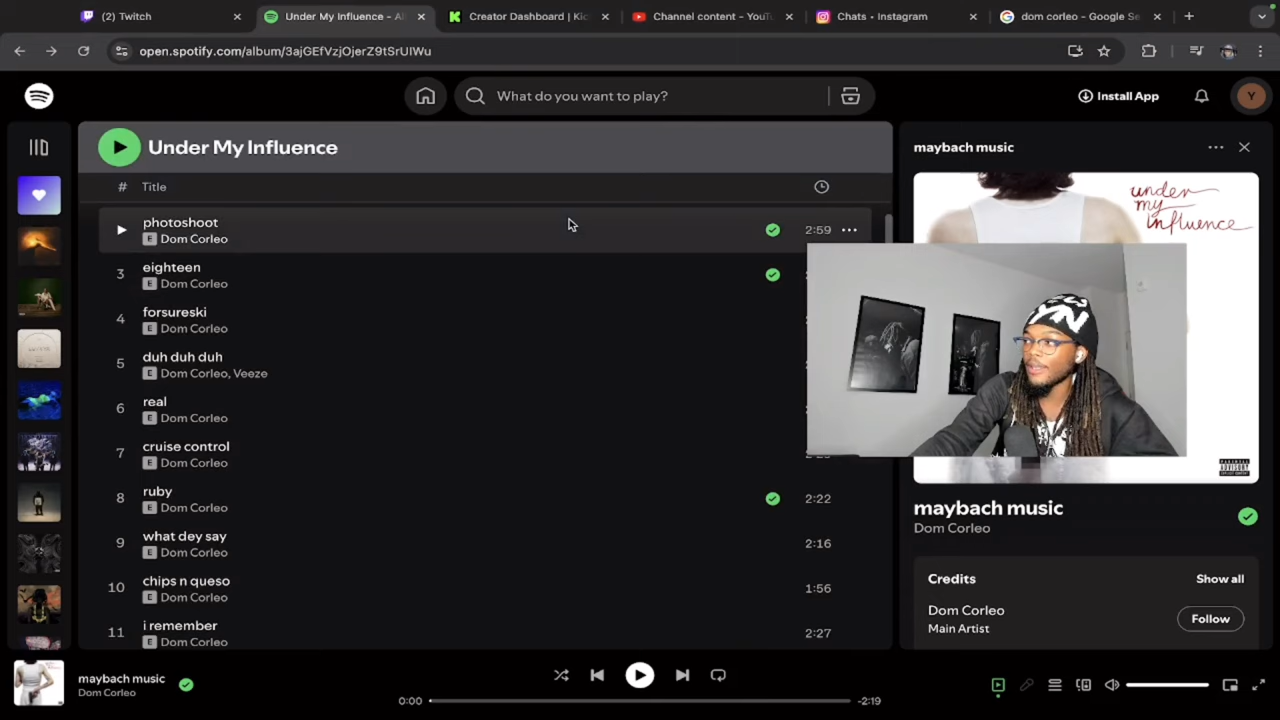 Twitch
Under My Influence - Al
Creator Dashboard | Kic
Channel content - YouTu
Chats • Instagram
dom corleo - Google Se
open.spotify.com/album/3ajGEfVzjOjerZ9tSrUIWu
What do you want to play?
Install App
Y
Under My Influence
# Title
photoshoot
E Dom Corleo
2:59
3 eighteen
E Dom Corleo
4 forsureski
E Dom Corleo
5 duh duh duh
E Dom Corleo, Veeze
6 real
E Dom Corleo
7 cruise control
E Dom Corleo
8 ruby
E Dom Corleo
2:22
9 what dey say
E Dom Corleo
2:16
10 chips n queso
E Dom Corleo
1:56
11 i remember
E Dom Corleo
2:27
maybach music
under
my
influence
maybach music
Dom Corleo
Credits
Show all
Dom Corleo
Main Artist
Follow
maybach music
Dom Corleo
0:00
-2:19